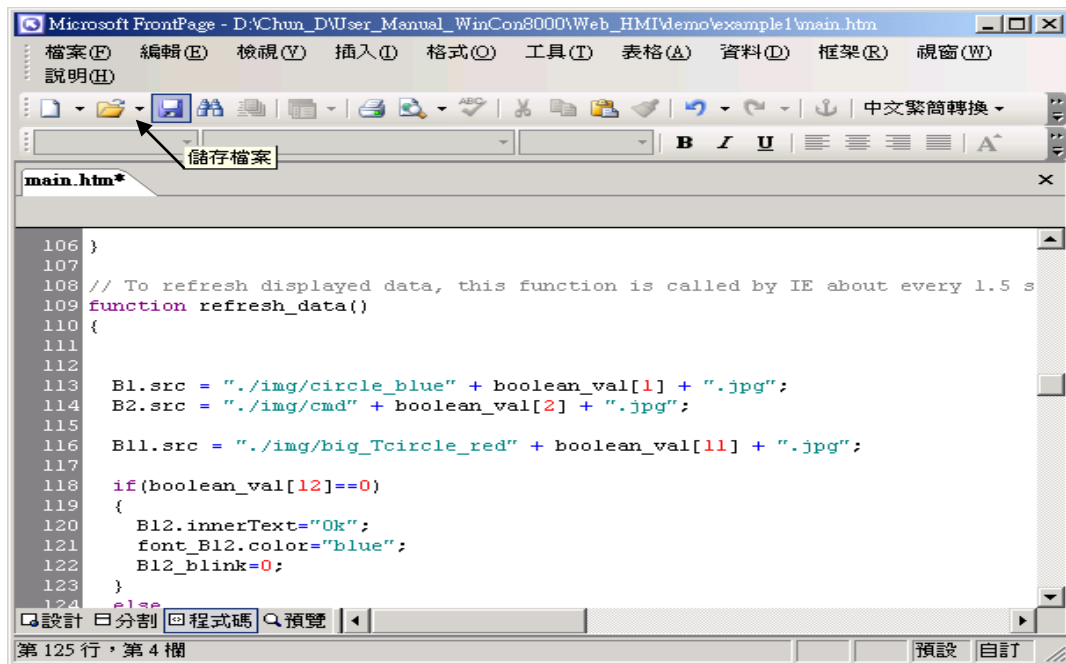 Microsoft FrontPage - D:\Chun_D\User_Manual_WinCon8000\Web_HMI\demo\example1\main.htm
檔案(F) 編輯(E) 檢視(V) 插入(I) 格式(O) 工具(T) 表格(A) 資料(D) 框架(R) 視窗(W)
說明(H)
中文繁簡轉換
B I U A
儲存檔案
main.htm*
106 }
107
108 // To refresh displayed data, this function is called by IE about every 1.5 s
109 function refresh_data()
110 {
111
112
113 B1.src = "./img/circle_blue" + boolean_val[1] + ".jpg";
114 B2.src = "./img/cmd" + boolean_val[2] + ".jpg";
115
116 B11.src = "./img/big_Tcircle_red" + boolean_val[11] + ".jpg";
117
118 if(boolean_val[12]==0)
119 {
120 B12.innerText="Ok";
121 font_B12.color="blue";
122 B12_blink=0;
123 }
124 else
設計 分割 程式碼 預覽
第 125 行，第 4 欄 預設 自訂